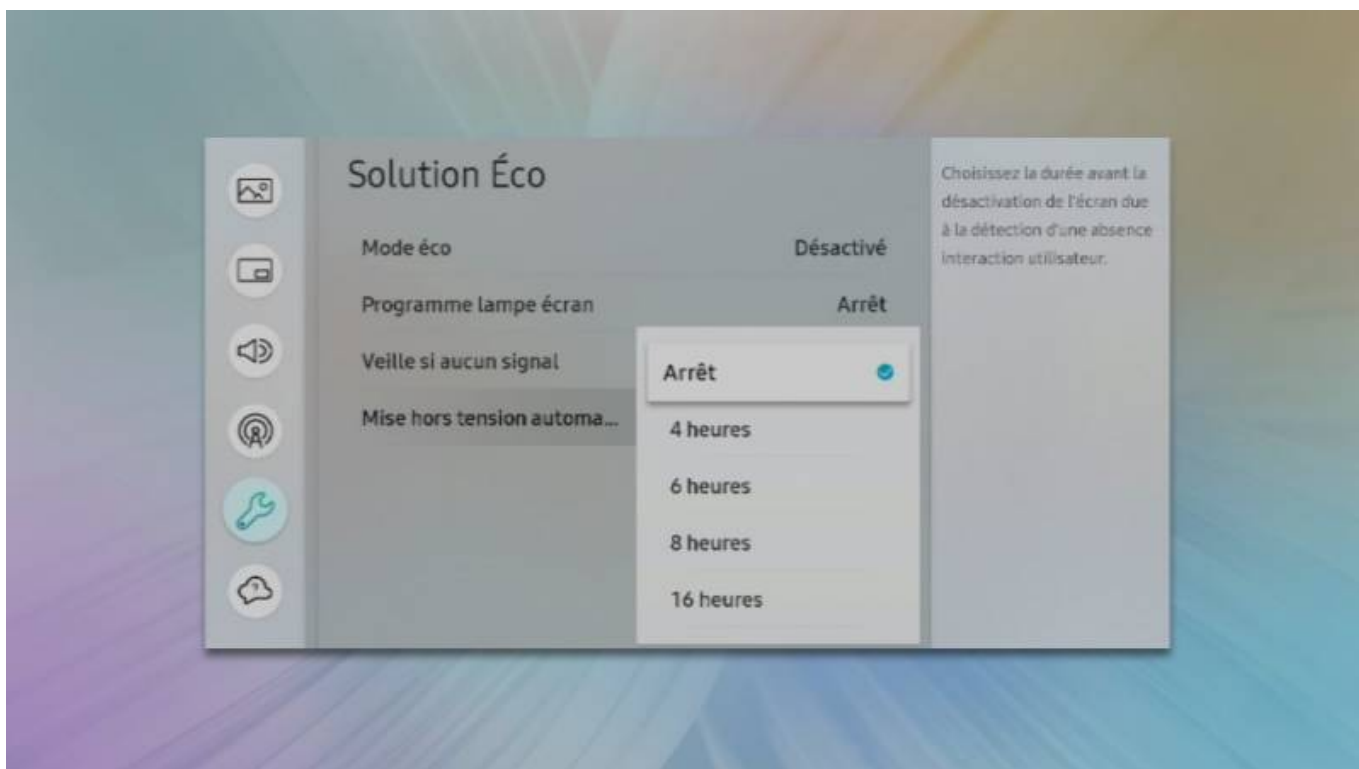 Solution Éco
Mode éco Désactivé
Programme lampe écran Arrêt
Veille si aucun signal
Mise hors tension automa...
Arrêt
4 heures
6 heures
8 heures
16 heures
Choisissez la durée avant la
désactivation de l'écran due
à la détection d'une absence
interaction utilisateur.